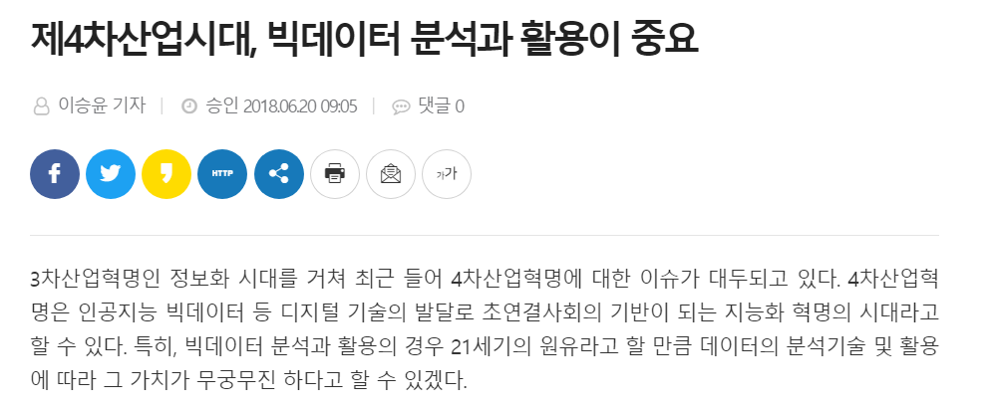 제4차산업시대, 빅데이터 분석과 활용이 중요
이승윤 기자 승인 2018.06.20 09:05 댓글 0
f HTTP 가가
3차산업혁명인 정보화 시대를 거쳐 최근 들어 4차산업혁명에 대한 이슈가 대두되고 있다. 4차산업혁
명은 인공지능 빅데이터 등 디지털 기술의 발달로 초연결사회의 기반이 되는 지능화 혁명의 시대라고
할 수 있다. 특히, 빅데이터 분석과 활용의 경우 21세기의 원유라고 할 만큼 데이터의 분석기술 및 활용
에 따라 그 가치가 무궁무진 하다고 할 수 있겠다.